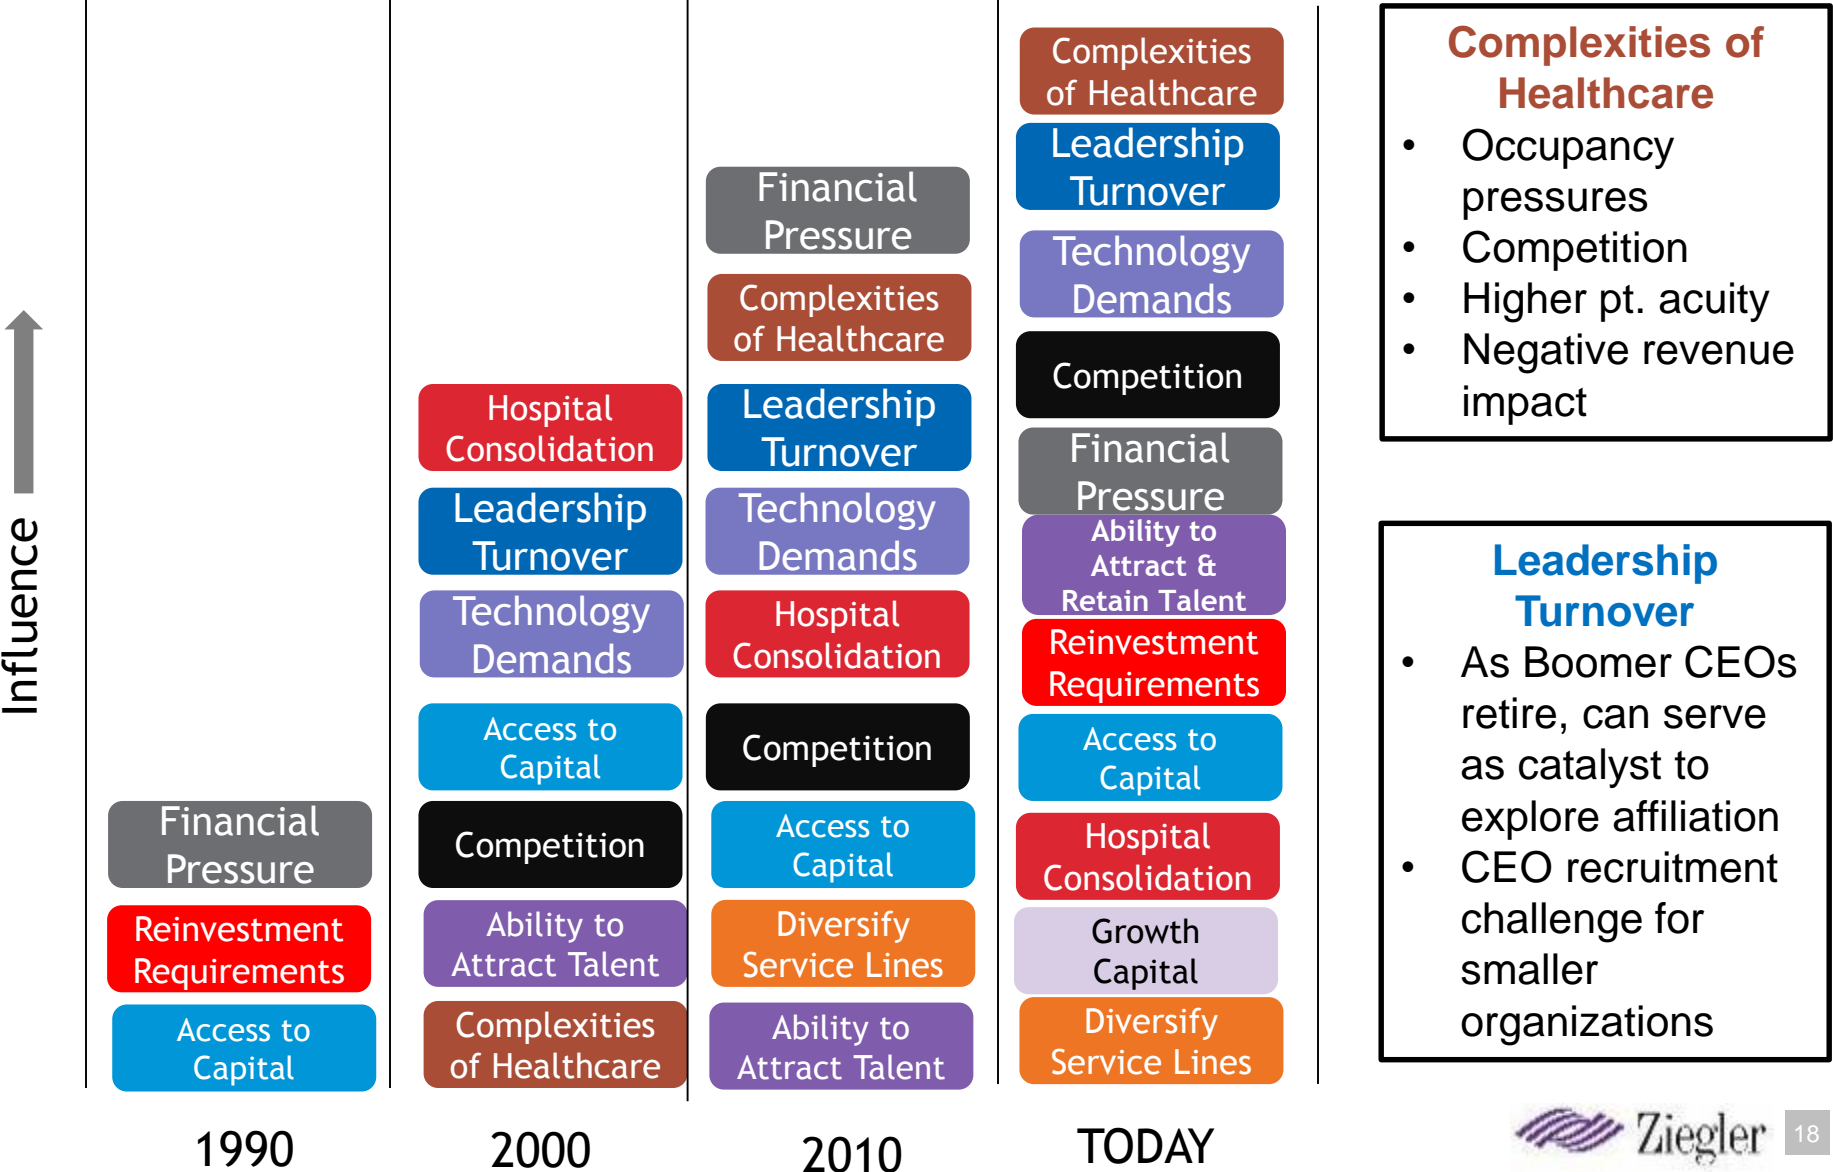 Influence
Financial
Pressure
Reinvestment
Requirements
Access to
Capital
1990
Hospital
Consolidation
Leadership
Turnover
Technology
Demands
Access to
Capital
Competition
Ability to
Attract Talent
Complexities
of Healthcare
2000
Financial
Pressure
Complexities
of Healthcare
Leadership
Turnover
Technology
Demands
Hospital
Consolidation
Competition
Access to
Capital
Diversify
Service Lines
Ability to
Attract Talent
2010
Complexities
of Healthcare
Leadership
Turnover
Technology
Demands
Competition
Financial
Pressure
Ability to
Attract &
Retain Talent
Reinvestment
Requirements
Access to
Capital
Hospital
Consolidation
Growth
Capital
Diversify
Service Lines
TODAY
Complexities of
Healthcare
• Occupancy
pressures
• Competition
• Higher pt. acuity
• Negative revenue
impact
Leadership
Turnover
• As Boomer CEOs
retire, can serve
as catalyst to
explore affiliation
• CEO recruitment
challenge for
smaller
organizations
Ziegler
18